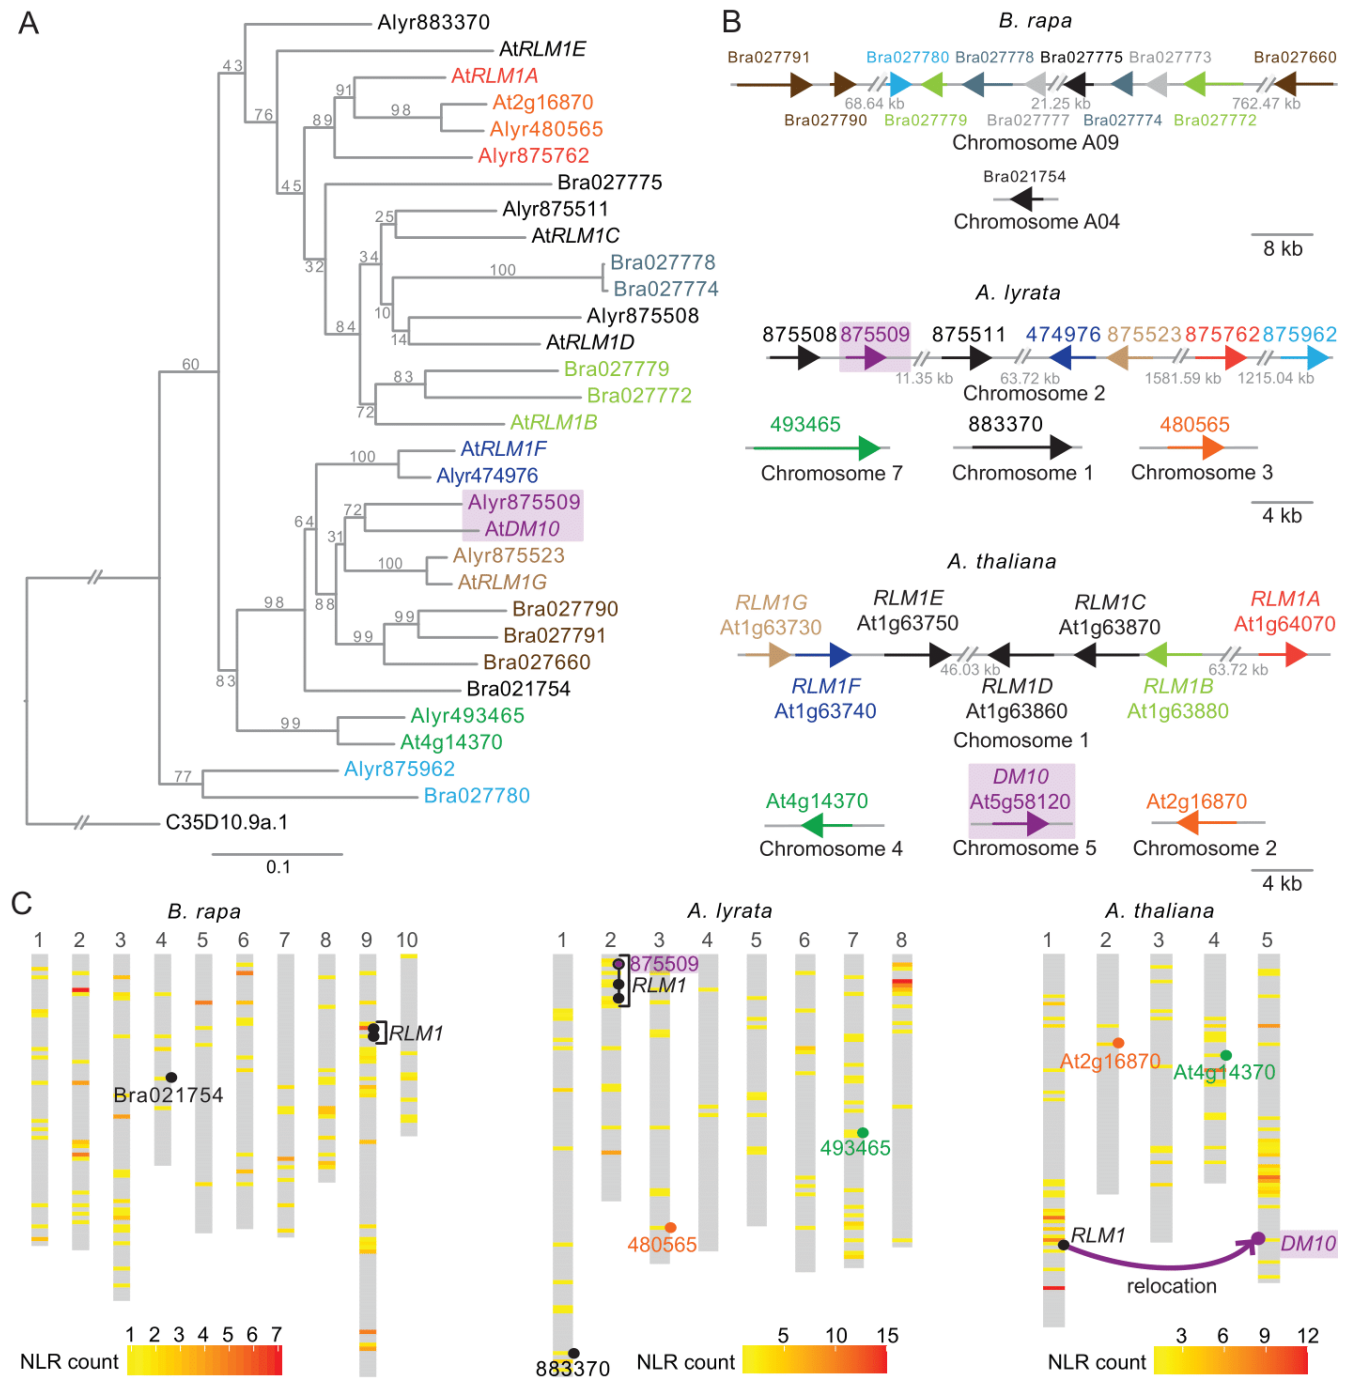 A
Alyr883370
AtRLM1E
AtRLM1A
At2g16870
Alyr480565
Alyr875762
Bra027775
Alyr875511
AtRLM1C
Bra027778
Bra027774
Alyr875508
AtRLM1D
Bra027779
Bra027772
AtRLM1B
AtRLM1F
Alyr474976
Alyr875509
AtDM10
Alyr875523
AtRLM1G
Bra027790
Bra027791
Bra027660
Bra021754
Alyr493465
At4g14370
Alyr875962
Bra027780
C35D10.9a.1
43
76
91
98
89
45
25
32
34
100
10
84
14
83
72
60
100
64
72
31
100
88
98
99
99
83
99
77
0.1
B
B. rapa
Bra027791 Bra027780 Bra027778 Bra027775 Bra027773 Bra027660
68.64 kb 21.25 kb 762.47 kb
Bra027790 Bra027779 Bra027777 Bra027774 Bra027772
Chromosome A09
Bra021754
Chromosome A04
8 kb
A. lyrata
875508 875509 875511 474976 875523 875762 875962
11.35 kb 63.72 kb 1581.59 kb 1215.04 kb
Chromosome 2
493465 883370 480565
Chromosome 7 Chromosome 1 Chromosome 3
4 kb
A. thaliana
RLM1G RLM1E RLM1C RLM1A
At1g63730 At1g63750 At1g63870 At1g64070
46.03 kb 63.72 kb
RLM1F RLM1D RLM1B
At1g63740 At1g63860 At1g63880
Chomosome 1
DM10
At4g14370 At5g58120 At2g16870
Chromosome 4 Chromosome 5 Chromosome 2
4 kb
C
B. rapa
1 2 3 4 5 6 7 8 9 10
RLM1
Bra021754
NLR count
1 2 3 4 5 6 7
A. lyrata
1 2 3 4 5 6 7 8
875509
RLM1
493465
480565
883370
NLR count
5 10 15
A. thaliana
1 2 3 4 5
At2g16870
At4g14370
RLM1
DM10
relocation
NLR count
3 6 9 12